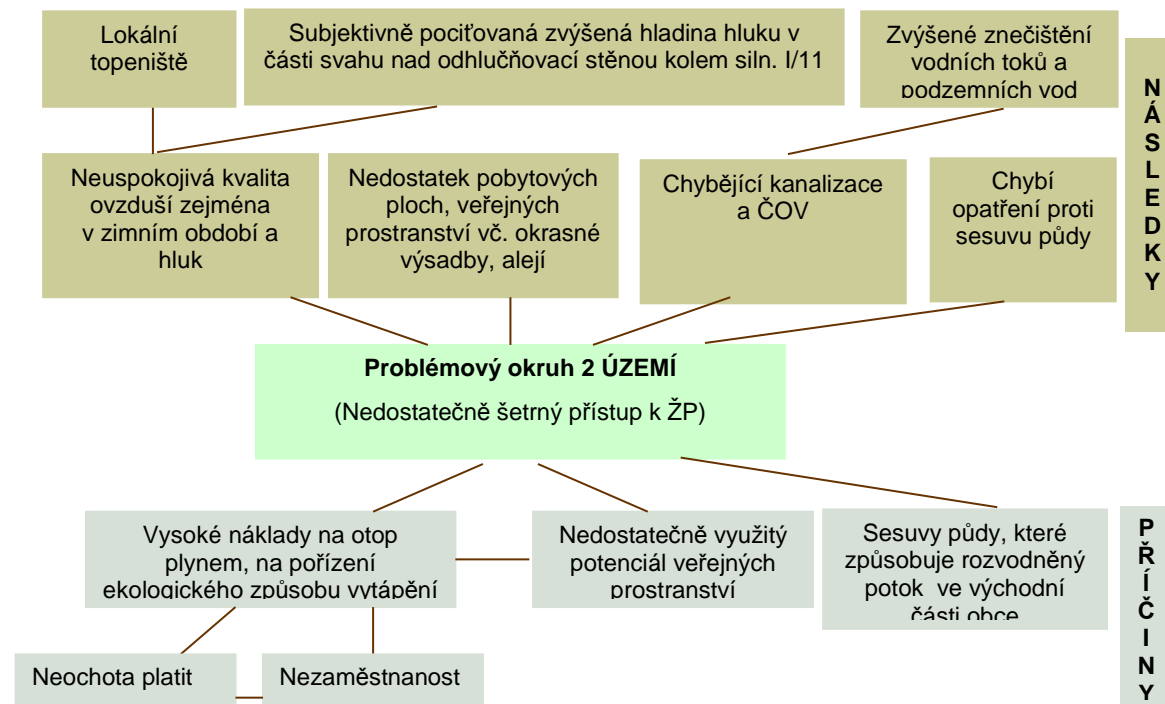 Lokální
topeniště
Subjektivně pociťovaná zvýšená hladina hluku v
části svahu nad odhlučňovací stěnou kolem siln. I/11
Zvýšené znečištění
vodních toků a
podzemních vod
NÁSLEDKY
Neuspokojivá kvalita
ovzduší zejména
v zimním období a
hluk
Nedostatek pobytových
ploch, veřejných
prostranství vč. okrasné
výsadby, alejí
Chybějící kanalizace
a ČOV
Chybí
opatření proti
sesuvu půdy
Problémový okruh 2 ÚZEMÍ
(Nedostatečně šetrný přístup k ŽP)
Vysoké náklady na otop
plynem, na pořízení
ekologického způsobu vytápění
Nedostatečně využitý
potenciál veřejných
prostranství
Sesuvy půdy, které
způsobuje rozvodněný
potok ve východní
části obce
PŘÍČINY
Neochota platit
Nezaměstnanost